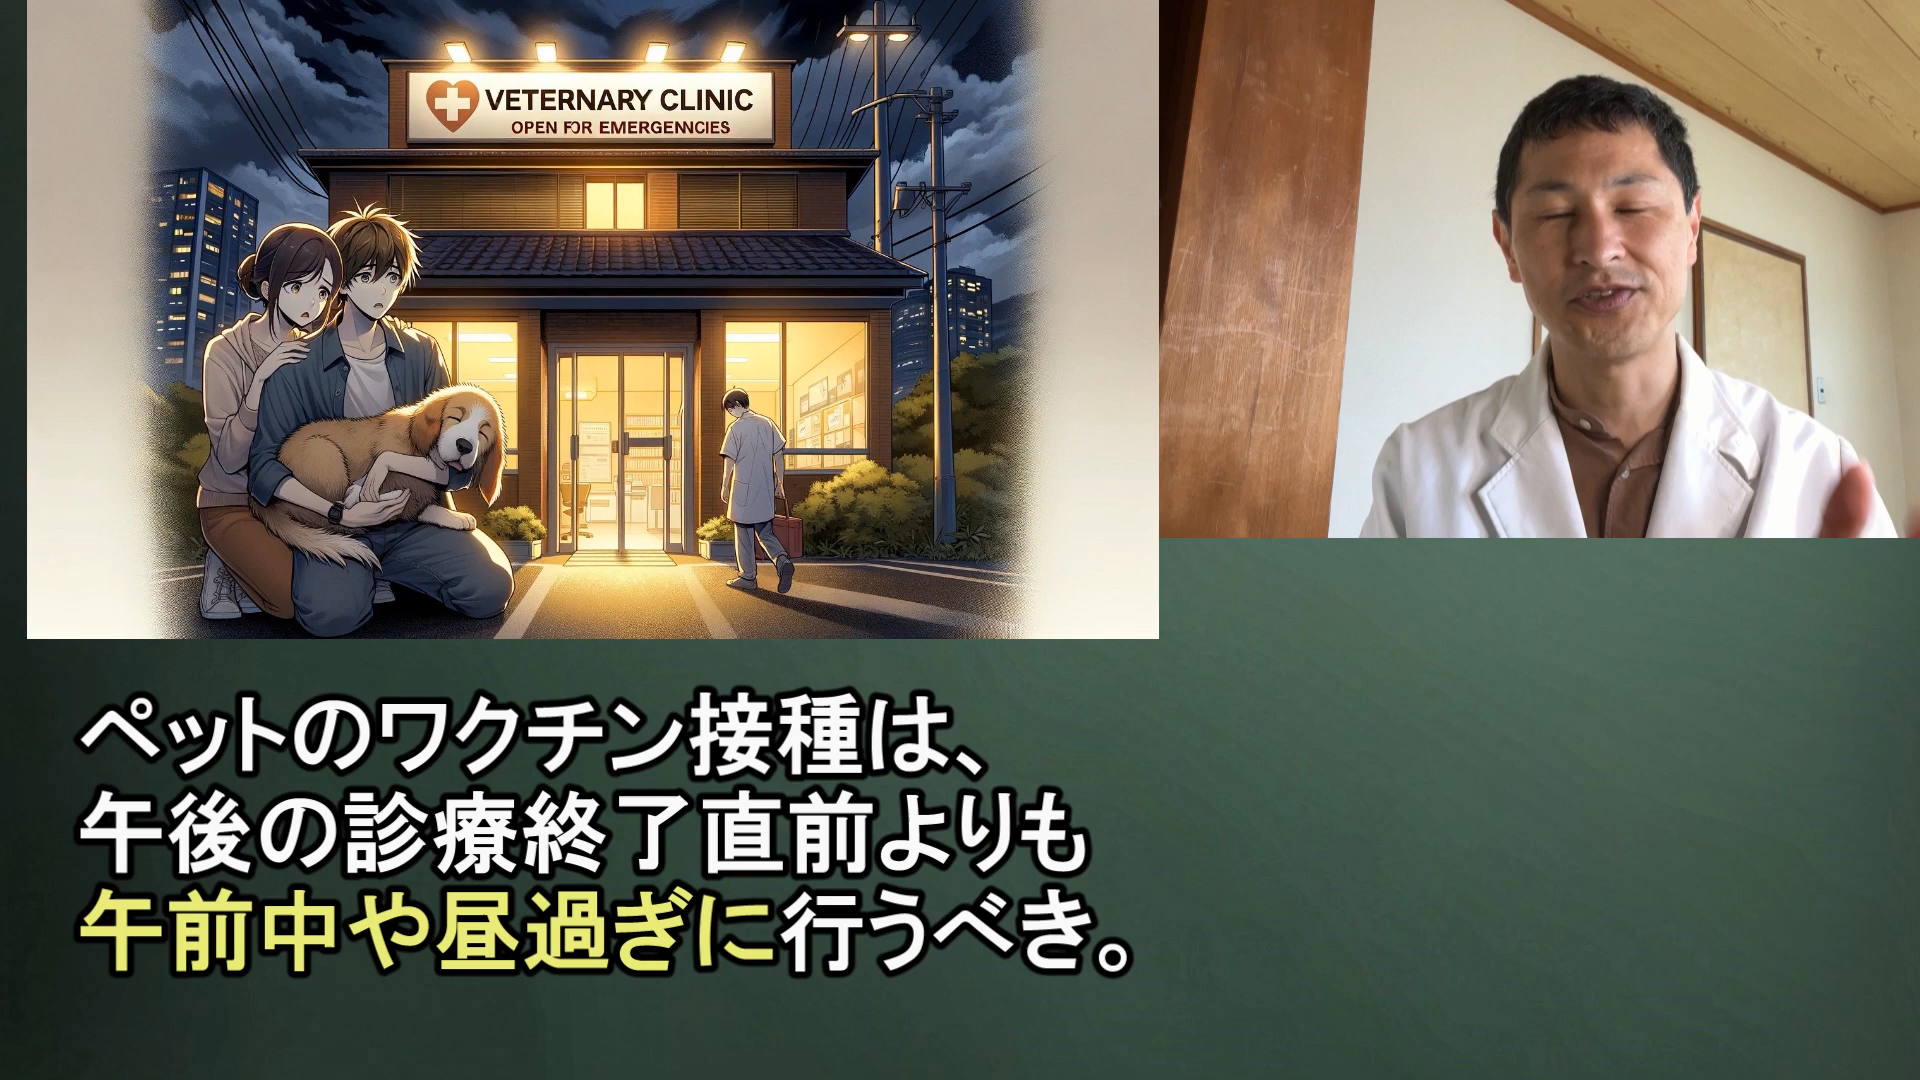 VETERNARY CLINIC
OPEN FOR EMERGENNCIES
ペットのワクチン接種は、
午後の診療終了直前よりも
午前中や昼過ぎに行うべき。